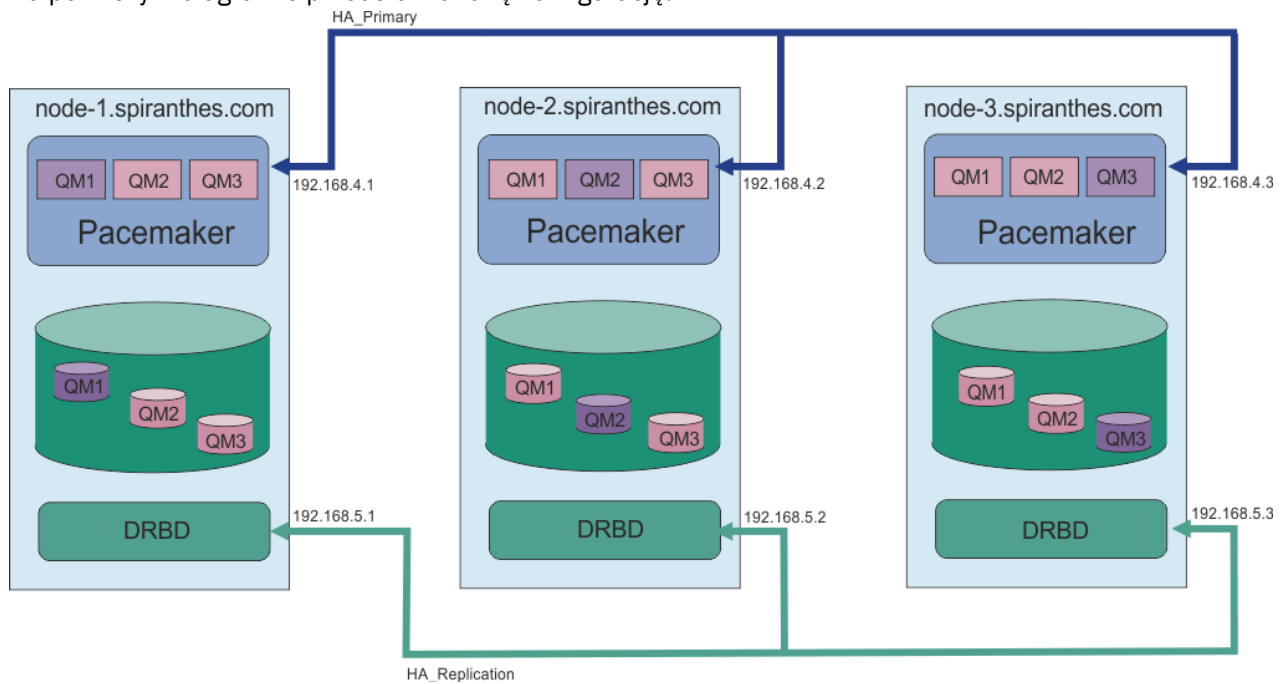 HA_Primary
node-1.spiranthes.com
QM1 QM2 QM3
Pacemaker
192.168.4.1
QM1
QM2
QM3
DRBD
192.168.5.1
node-2.spiranthes.com
QM1 QM2 QM3
Pacemaker
192.168.4.2
QM1
QM2
QM3
DRBD
192.168.5.2
node-3.spiranthes.com
QM1 QM2 QM3
Pacemaker
192.168.4.3
QM1
QM2
QM3
DRBD
192.168.5.3
HA_Replication